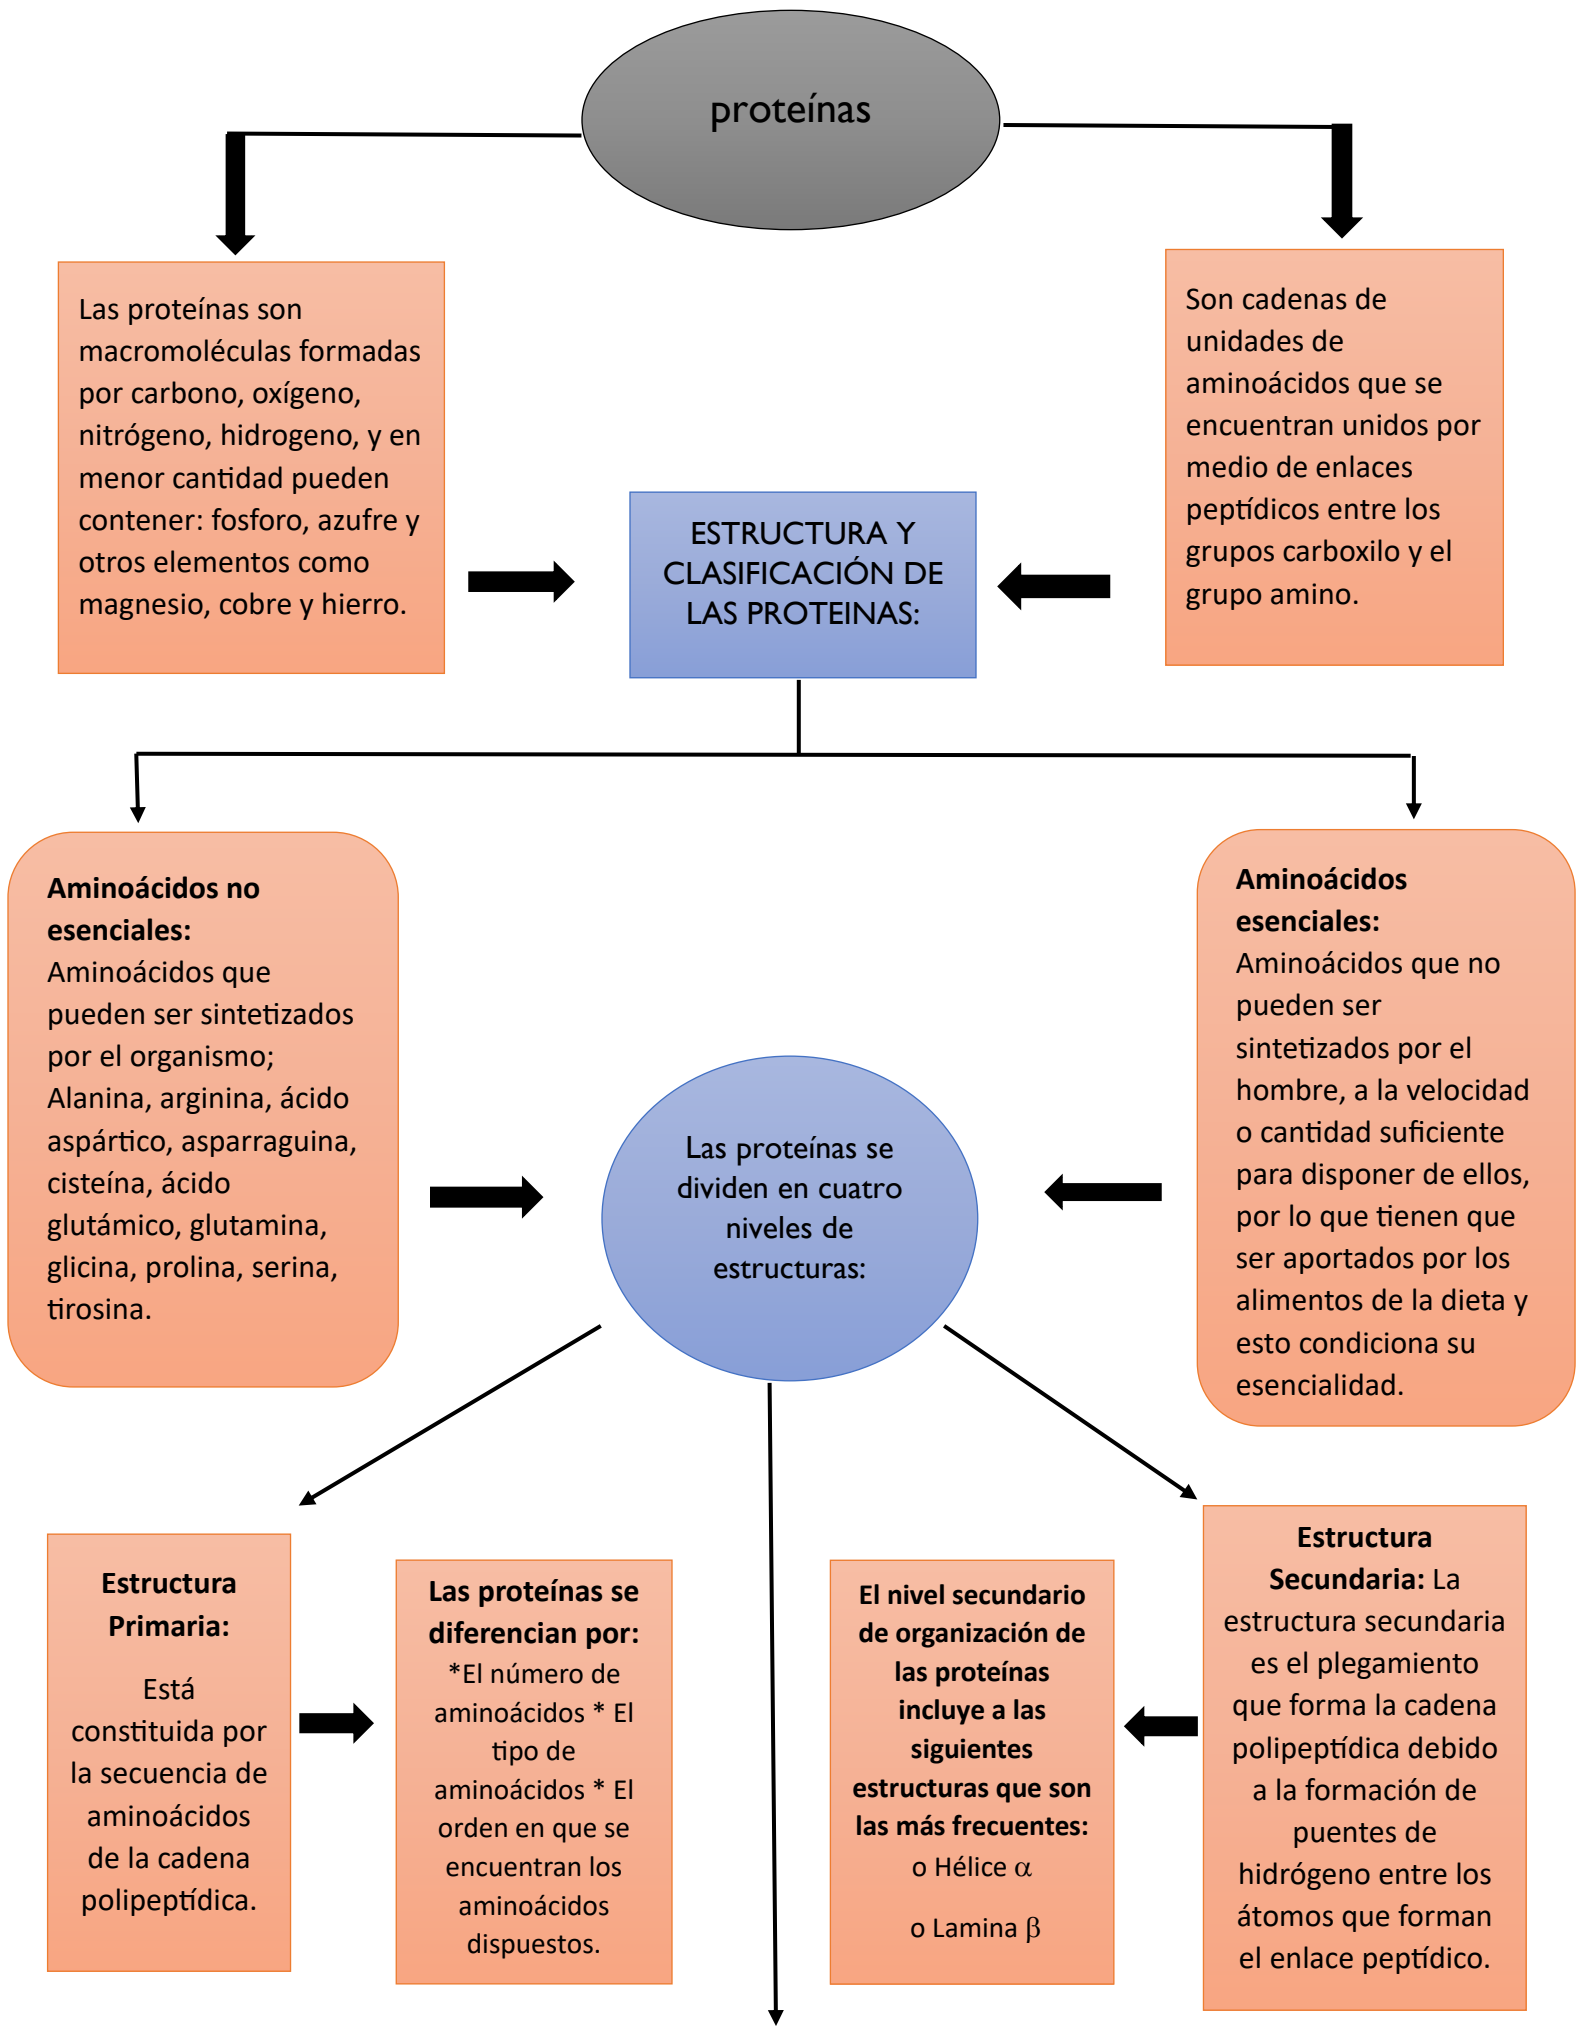 proteínas
Las proteínas son
macromoléculas formadas
por carbono, oxígeno,
nitrógeno, hidrogeno, y en
menor cantidad pueden
contener: fosforo, azufre y
otros elementos como
magnesio, cobre y hierro.
Son cadenas de
unidades de
aminoácidos que se
encuentran unidos por
medio de enlaces
peptídicos entre los
grupos carboxilo y el
grupo amino.
ESTRUCTURA Y
CLASIFICACIÓN DE
LAS PROTEINAS:
Aminoácidos no
esenciales:
Aminoácidos que
pueden ser sintetizados
por el organismo;
Alanina, arginina, ácido
aspártico, asparraguina,
cisteína, ácido
glutámico, glutamina,
glicina, prolina, serina,
tirosina.
Aminoácidos
esenciales:
Aminoácidos que no
pueden ser
sintetizados por el
hombre, a la velocidad
o cantidad suficiente
para disponer de ellos,
por lo que tienen que
ser aportados por los
alimentos de la dieta y
esto condiciona su
esencialidad.
Las proteínas se
dividen en cuatro
niveles de
estructuras:
Estructura
Primaria:
Está
constituida por
la secuencia de
aminoácidos
de la cadena
polipeptídica.
Las proteínas se
diferencian por:
*El número de
aminoácidos * El
tipo de
aminoácidos * El
orden en que se
encuentran los
aminoácidos
dispuestos.
El nivel secundario
de organización de
las proteínas
incluye a las
siguientes
estructuras que son
las más frecuentes:
o Hélice α
o Lamina β
Estructura
Secundaria: La
estructura secundaria
es el plegamiento
que forma la cadena
polipeptídica debido
a la formación de
puentes de
hidrógeno entre los
átomos que forman
el enlace peptídico.